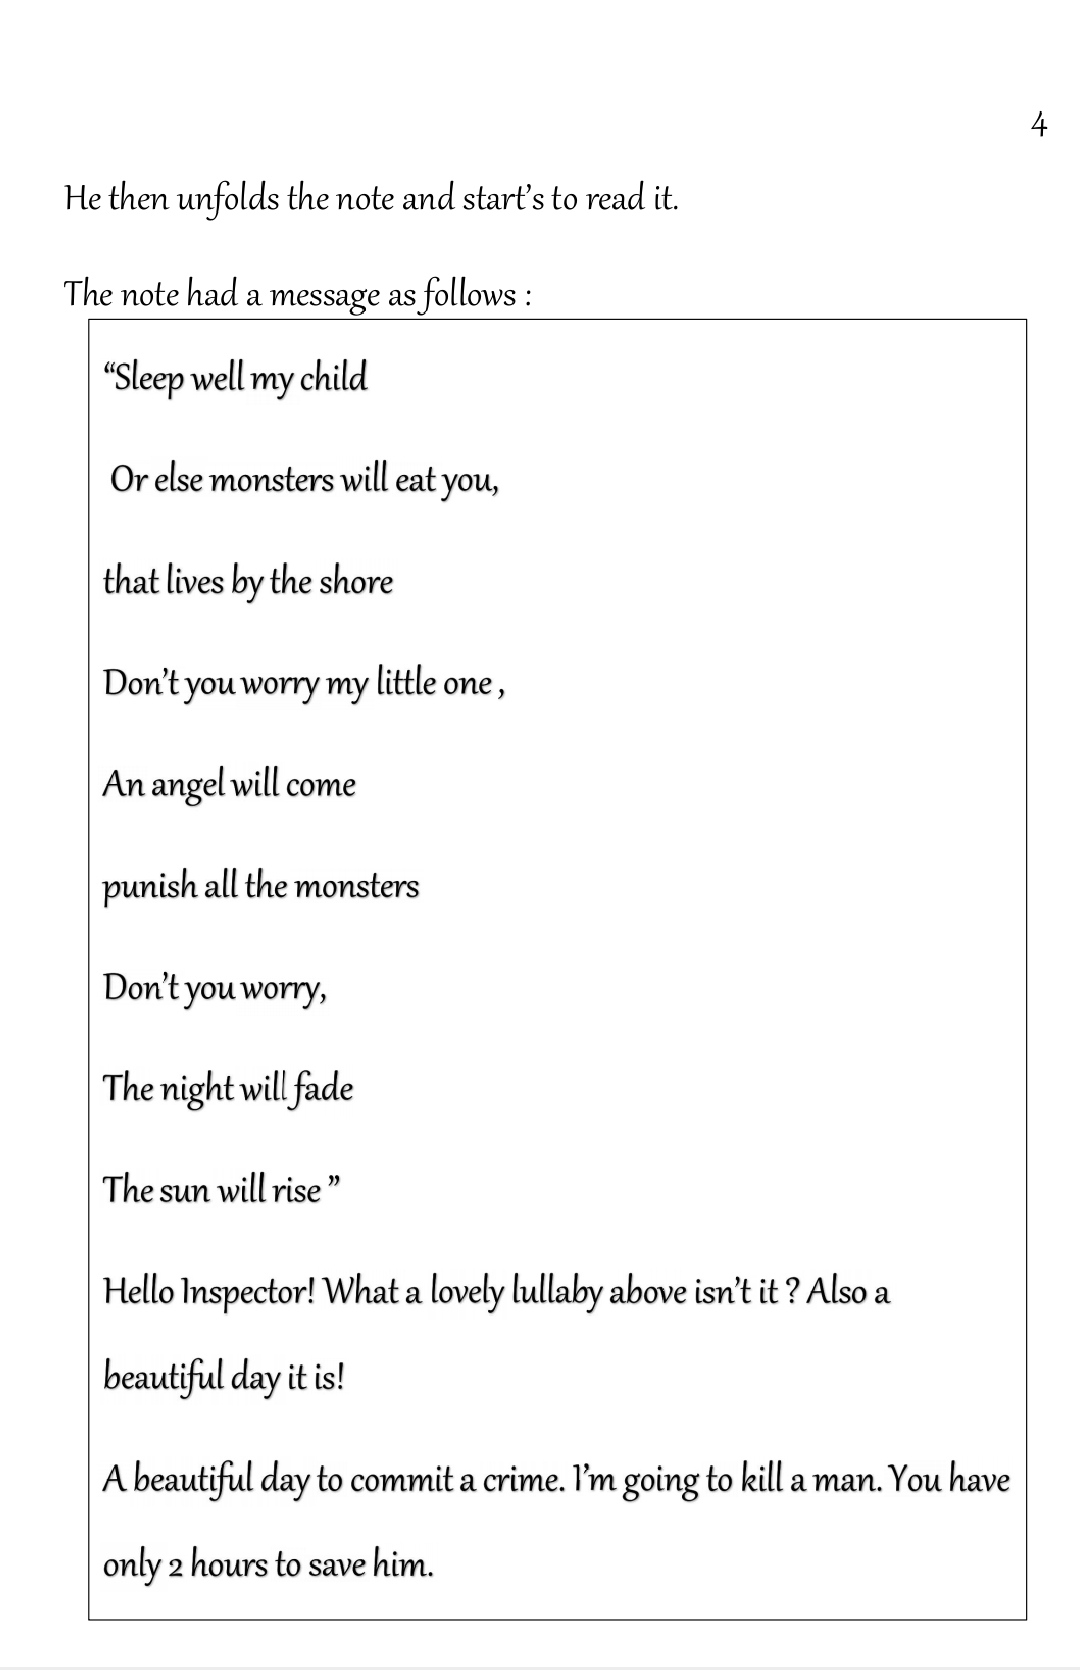 4
He then unfolds the note and start’s to read it.
The note had a message as follows :
“Sleep well my child
Or else monsters will eat you,
that lives by the shore
Don’t you worry my little one ,
An angel will come
punish all the monsters
Don’t you worry,
The night will fade
The sun will rise ”
Hello Inspector! What a lovely lullaby above isn’t it ? Also a
beautiful day it is!
A beautiful day to commit a crime. I’m going to kill a man. You have
only 2 hours to save him.